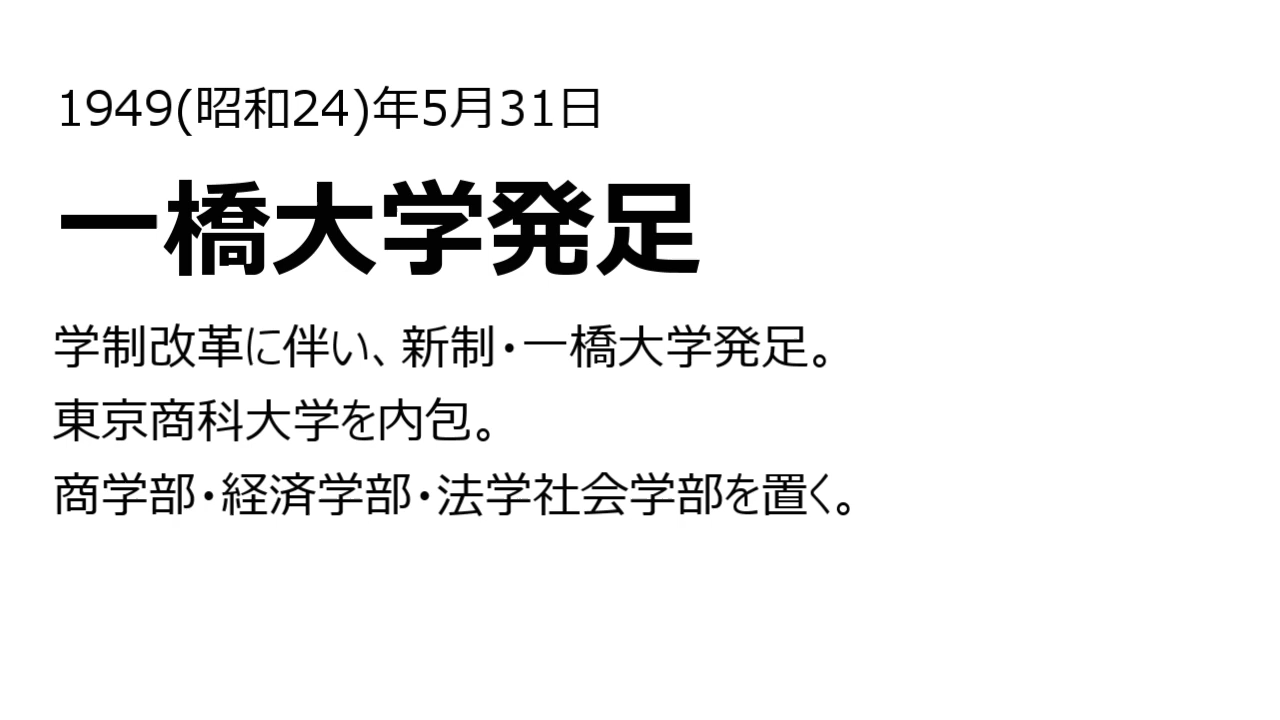 1949(昭和24)年5月31日
一橋大学発足
学制改革に伴い、新制・一橋大学発足。
東京商科大学を内包。
商学部・経済学部・法学社会学部を置く。